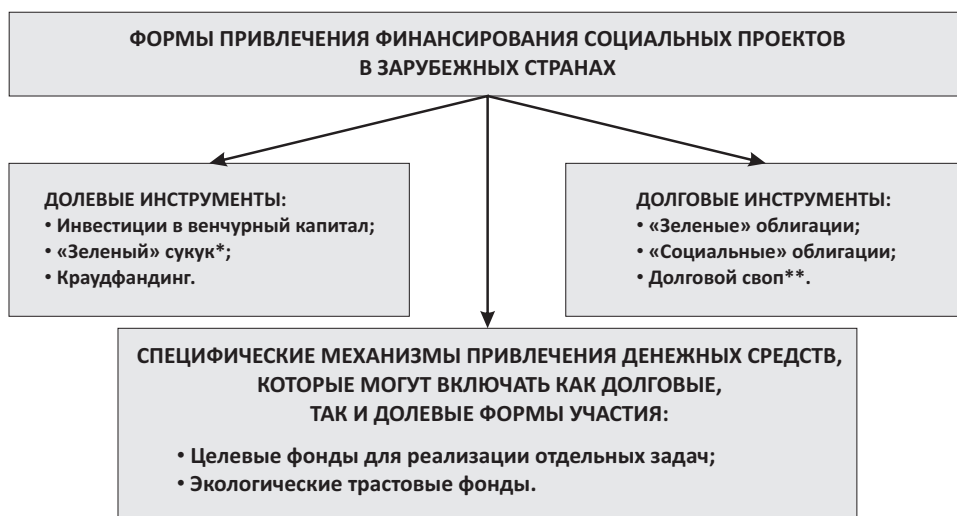 ФОРМЫ ПРИВЛЕЧЕНИЯ ФИНАНСИРОВАНИЯ СОЦИАЛЬНЫХ ПРОЕКТОВ
В ЗАРУБЕЖНЫХ СТРАНАХ
ДОЛЕВЫЕ ИНСТРУМЕНТЫ:
• Инвестиции в венчурный капитал;
• «Зеленый» сукук*;
• Краудфандинг.
ДОЛГОВЫЕ ИНСТРУМЕНТЫ:
• «Зеленые» облигации;
• «Социальные» облигации;
• Долговой своп**.
СПЕЦИФИЧЕСКИЕ МЕХАНИЗМЫ ПРИВЛЕЧЕНИЯ ДЕНЕЖНЫХ СРЕДСТВ,
КОТОРЫЕ МОГУТ ВКЛЮЧАТЬ КАК ДОЛГОВЫЕ,
ТАК И ДОЛЕВЫЕ ФОРМЫ УЧАСТИЯ:
• Целевые фонды для реализации отдельных задач;
• Экологические трастовые фонды.